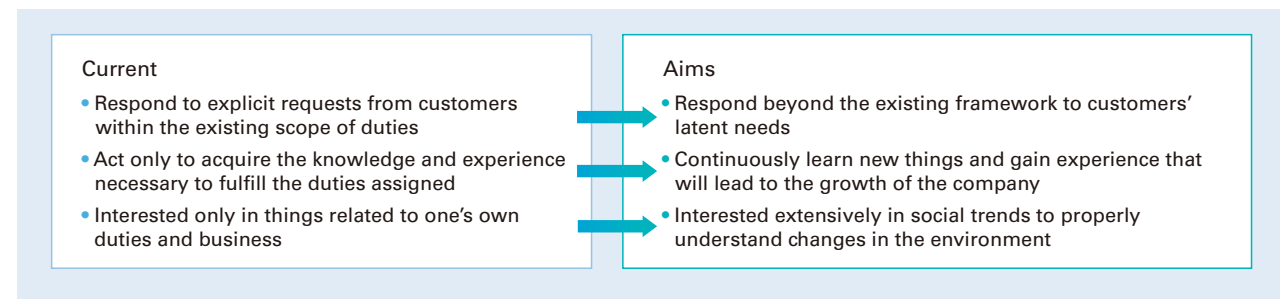 Current
• Respond to explicit requests from customers
within the existing scope of duties
• Act only to acquire the knowledge and experience
necessary to fulfill the duties assigned
• Interested only in things related to one’s own
duties and business
Aims
• Respond beyond the existing framework to customers’
latent needs
• Continuously learn new things and gain experience that
will lead to the growth of the company
• Interested extensively in social trends to properly
understand changes in the environment